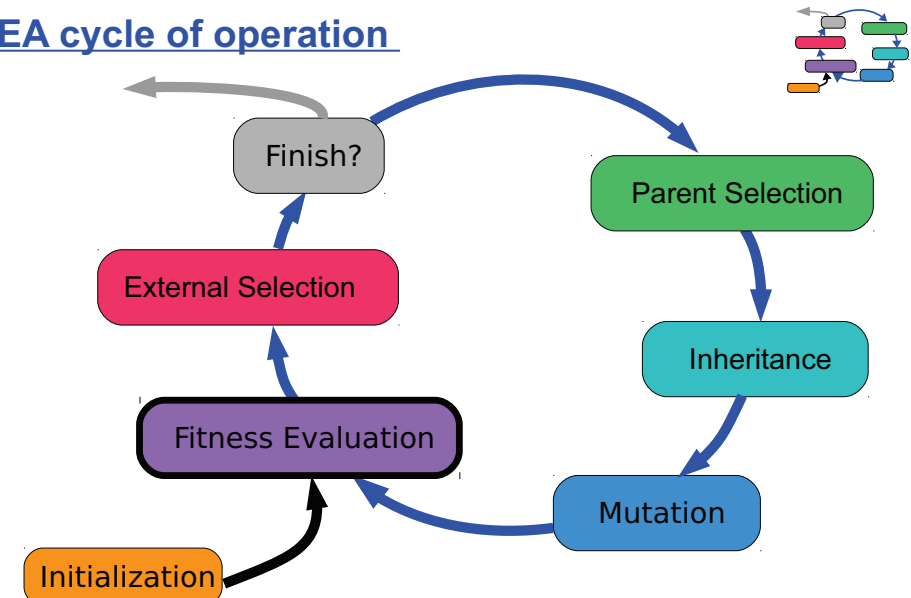 EA cycle of operation
Finish?
Parent Selection
External Selection
Inheritance
Fitness Evaluation
Mutation
Initialization